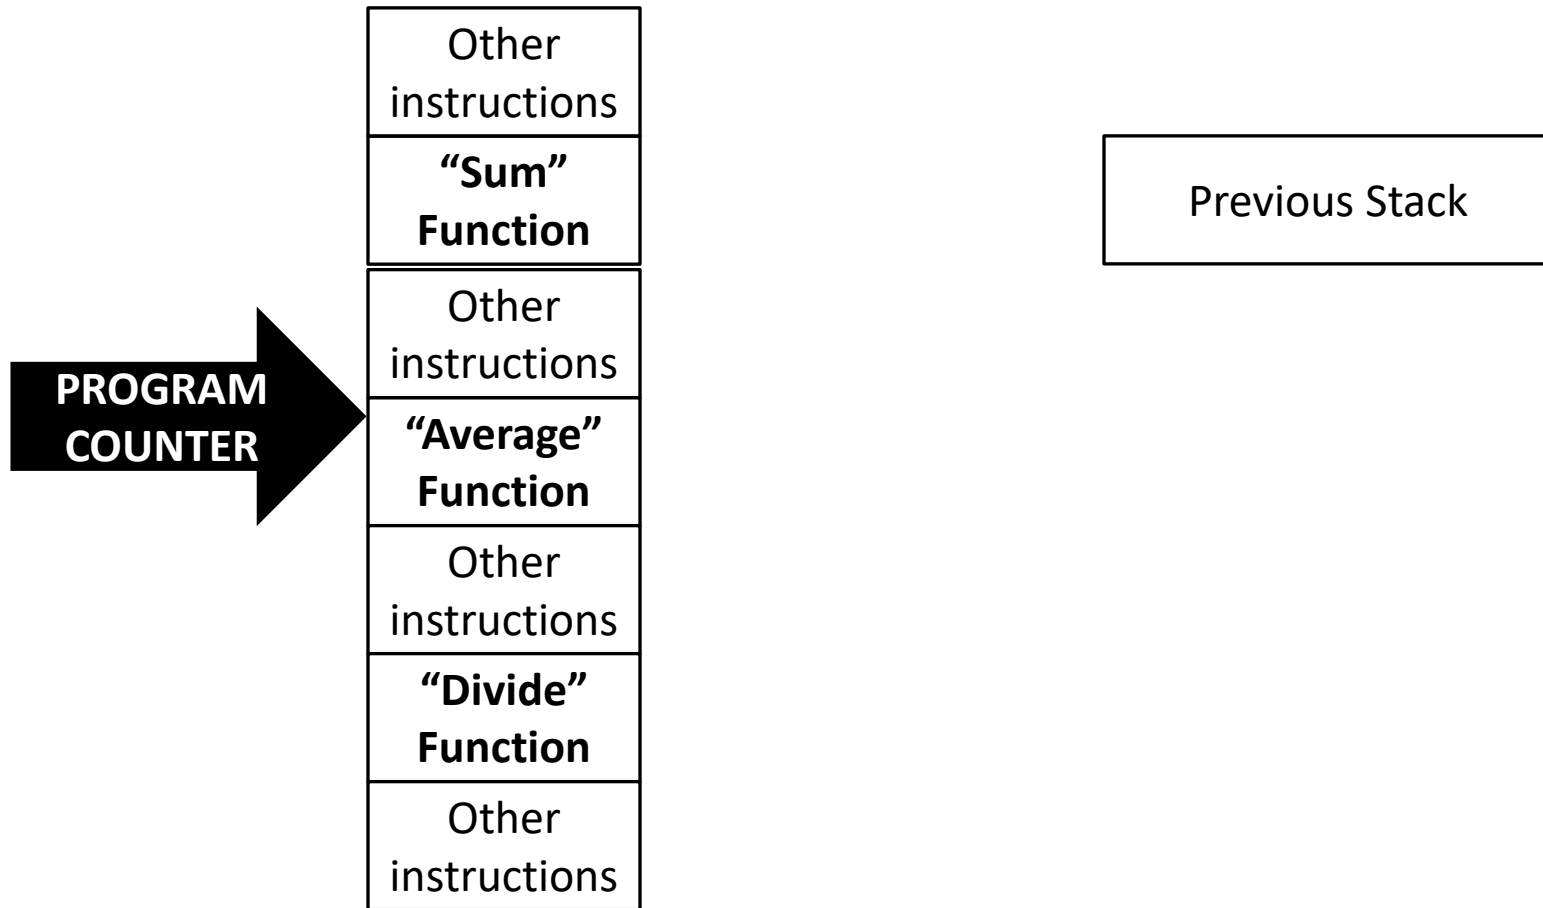 Other
instructions
“Sum”
Function
Previous Stack
Other
instructions
PROGRAM
COUNTER
“Average”
Function
Other
instructions
“Divide”
Function
Other
instructions